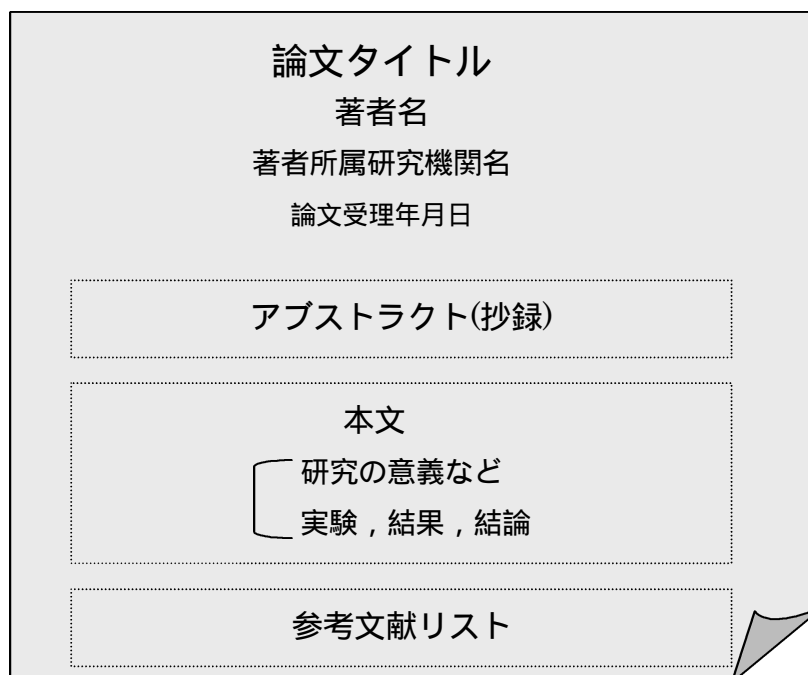 論文タイトル
著者名
著者所属研究機関名
論文受理年月日
アブストラクト(抄録)
本文
研究の意義など
実験，結果，結論
参考文献リスト